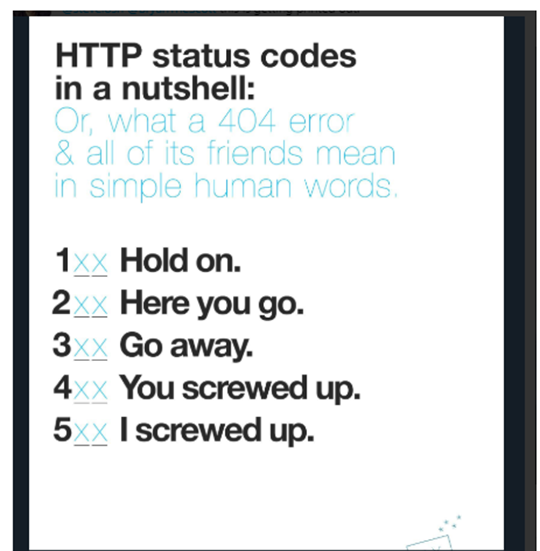 HTTP status codes
in a nutshell:
Or, what a 404 error
& all of its friends mean
in simple human words.
1xx Hold on.
2xx Here you go.
3xx Go away.
4xx You screwed up.
5xx I screwed up.